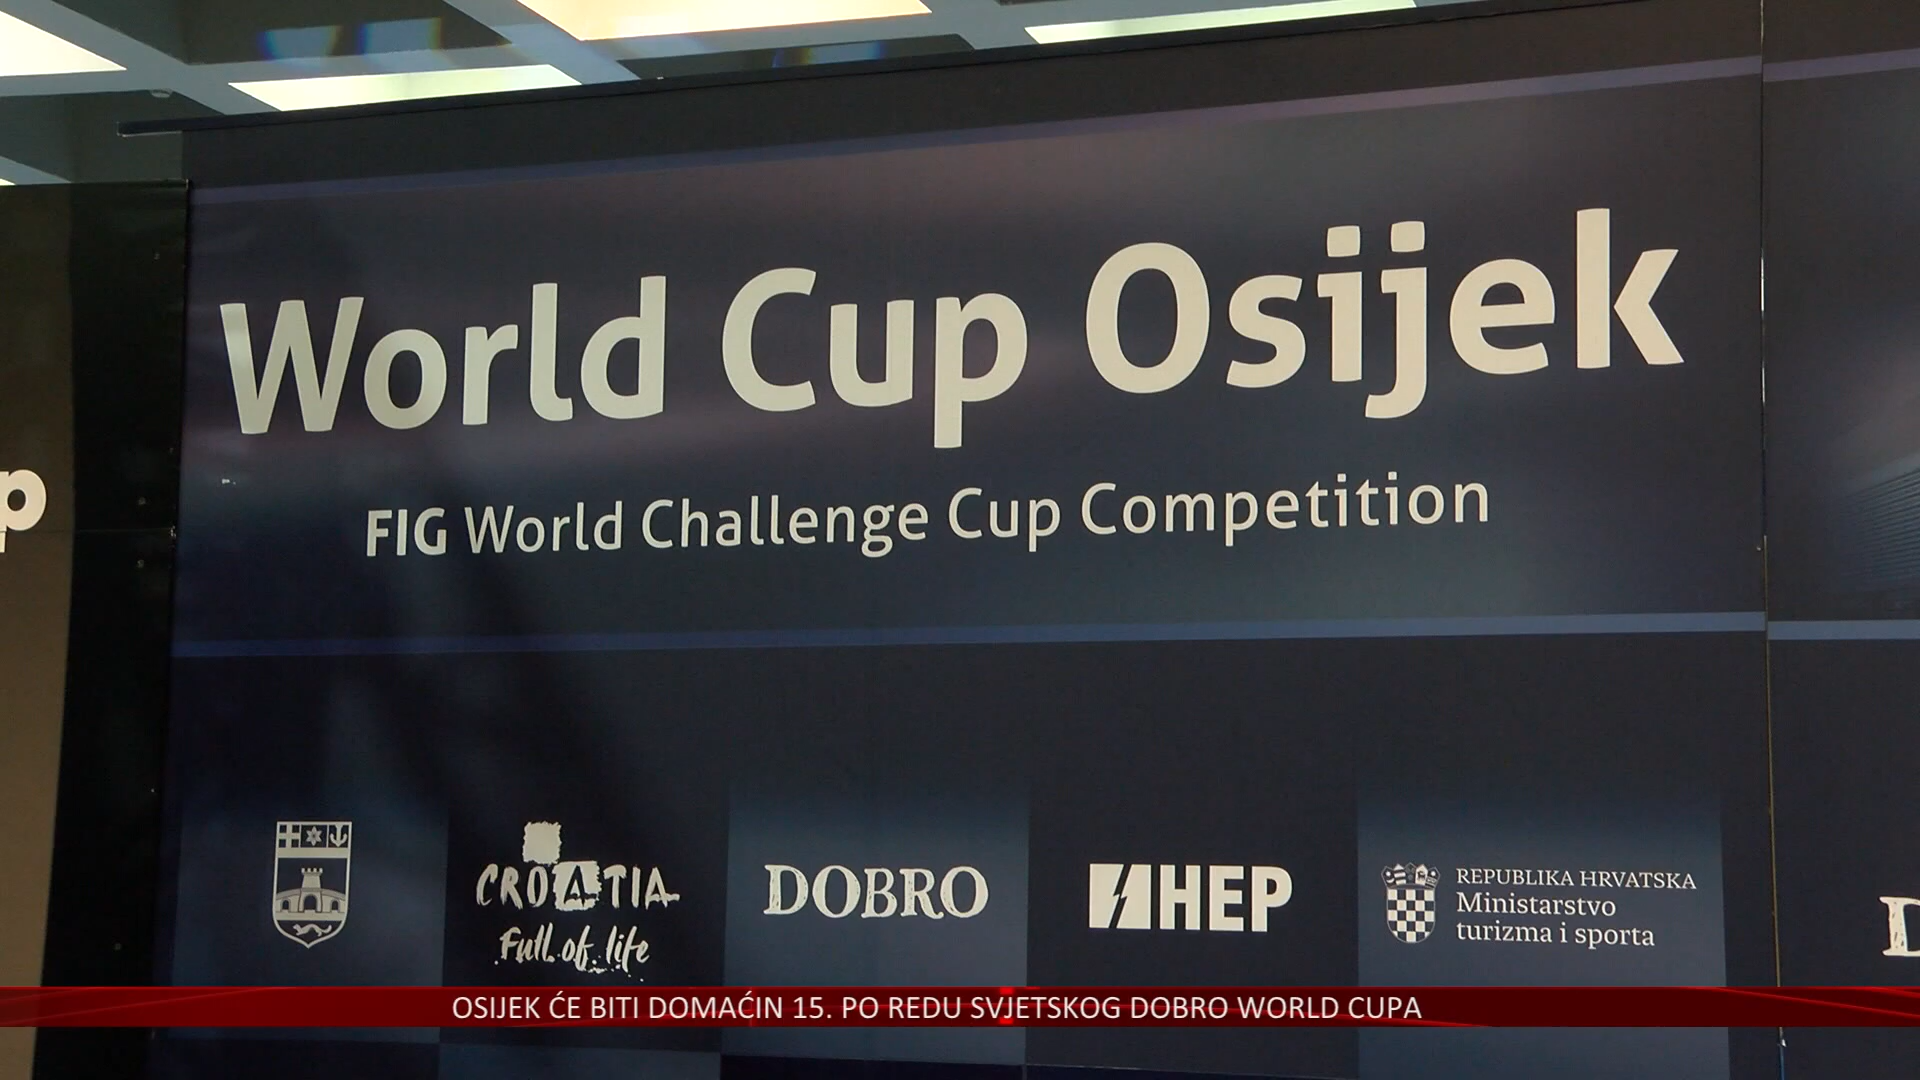 World Cup Osijek
FIG World Challenge Cup Competition
p
CROATIA
Full of life
DOBRO
HEP
REPUBLIKA HRVATSKA
Ministarstvo
turizma i sporta
D
OSIJEK ĆE BITI DOMAĆIN 15. PO REDU SVJETSKOG DOBRO WORLD CUPA